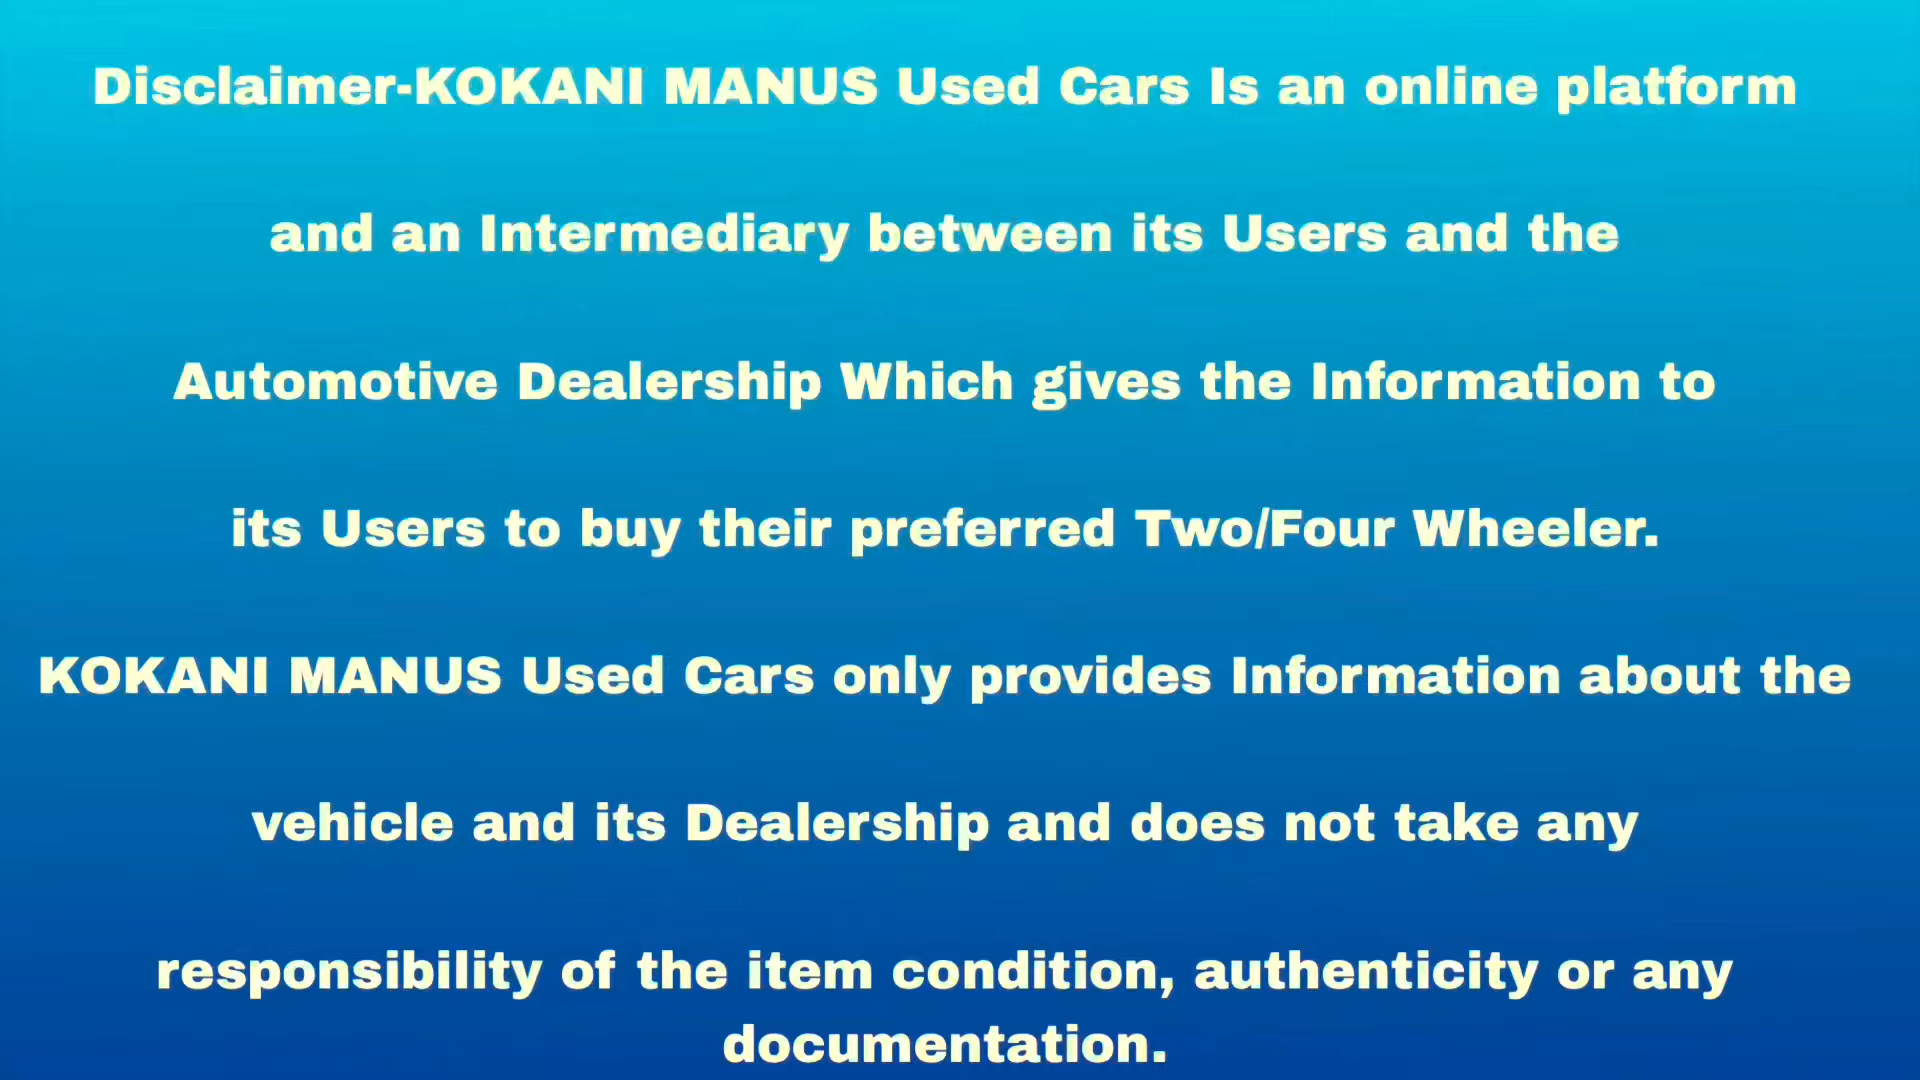 Disclaimer-KOKANI MANUS Used Cars Is an online platform
and an Intermediary between its Users and the
Automotive Dealership Which gives the Information to
its Users to buy their preferred Two/Four Wheeler.
KOKANI MANUS Used Cars only provides Information about the
vehicle and its Dealership and does not take any
responsibility of the item condition, authenticity or any
documentation.